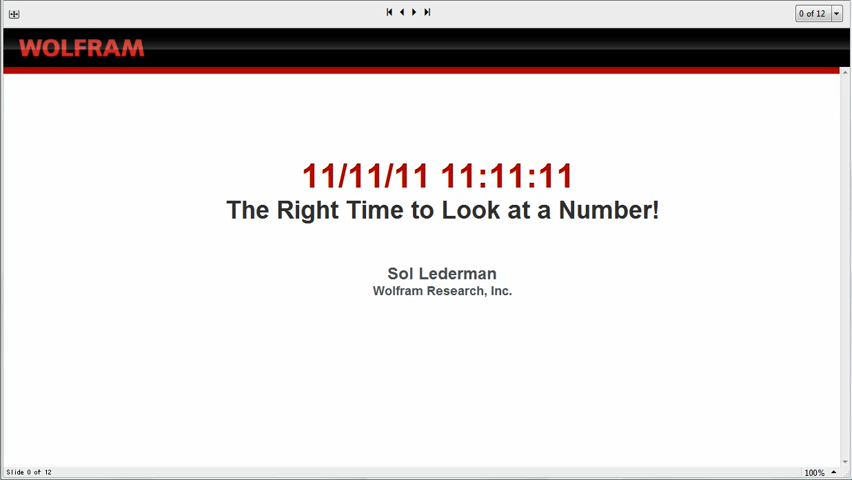 0 of 12
WOLFRAM
11/11/11 11:11:11
The Right Time to Look at a Number!
Sol Lederman
Wolfram Research, Inc.
Slide 0 of 12
100%